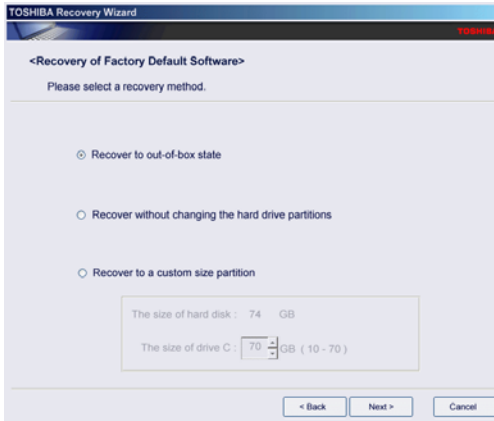 TOSHIBA Recovery Wizard
TOSHIBA
<Recovery of Factory Default Software>
Please select a recovery method.
Recover to out-of-box state
Recover without changing the hard drive partitions
Recover to a custom size partition
The size of hard disk : 74 GB
The size of drive C : 70 GB ( 10 - 70 )
< Back Next > Cancel